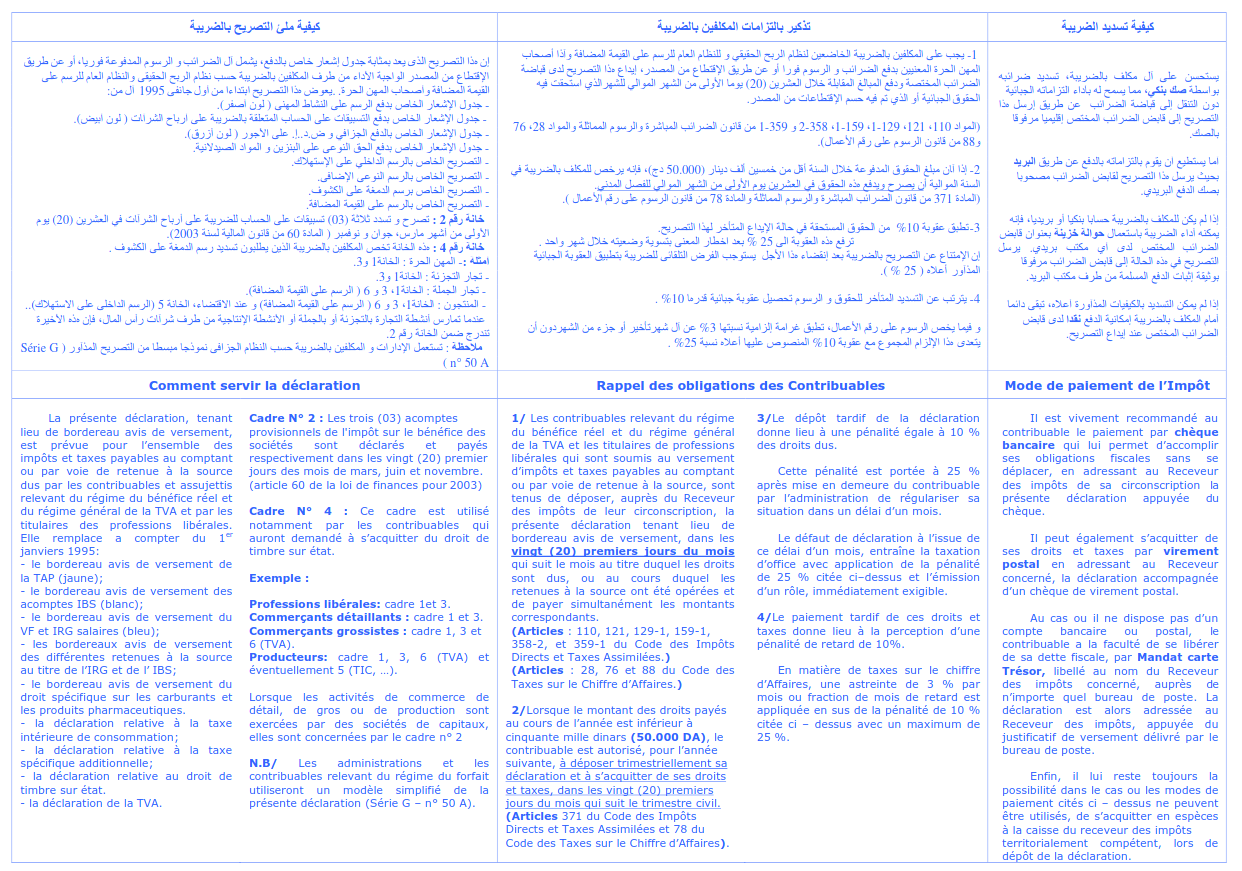 كيفية ملئ التصريح بالضريبة
إن هذا التصريح الذى يعد بمثابة جدول إشعار خاص بالدفع، يشمل آل الضرائب و الرسوم المدفوعة فوريا، أو عن طريق
الإقتطاع من المصدر الواجبة الأداء من طرف المكلفين بالضريبة حسب نظام الربح الحقيقي والنظام العام للرسم على
القيمة المضافة وأصحاب المهن الحرة. يعوض هذا التصريح ابتداءا من أول جانفى 1995 ال من:
- جدول الإشعار الخاص بدفع الرسم على النشاط المهنى ( لون أصفر).
- جدول الإشعار الخاص بدفع التسبيقات على الحساب المتعلقة بالضريبة على ارباح الشرآات ( لون ابيض).
- جدول الإشعار الخاص بالدفع الجزافي و ض.د.إ. على الأجور ( لون أزرق).
- جدول الإشعار الخاص بدفع الحق النوعى على البنزين و المواد الصيدلانية.
- التصريح الخاص بالرسم الداخلي على الإستهلاك.
- التصريح الخاص بالرسم النوعى الإضافى.
- التصريح الخاص برسم الدمغة على الكشوف.
- التصريح الخاص بالرسم على القيمة المضافة.
خانة رقم 2 : تصرح و تسدد ثلاثة (03) تسبيقات على الحساب للضريبة على أرباح الشرآات في العشرين (20) يوم
الأولى من أشهر مارس، جوان و نوفمبر ( المادة 60 من قانون المالية لسنة 2003).
خانة رقم 4 : هذه الخانة تخص المكلفين بالضريبة الذين يطلبون تسديد رسم الدمغة على الكشوف .
امثله :- المهن الحرة : الخانة1 و3.
- تجار التجزئة : الخانة1 و3.
- تجار الجملة : الخانة 1، 3 و 6 ( الرسم على القيمة المضافة).
- المنتجون : الخانة1، 3 و 6 ( الرسم على القيمة المضافة) و عند الاقتضاء، الخانة 5 (الرسم الداخلى على الاستهلاك)..
عندما تمارس أنشطة التجارة بالتجزئة أو بالجملة أو الأنشطة الإنتاجية من طرف شرآات رأس المال، فإن هذه الأخيرة
تندرج ضمن الخانة رقم 2.
ملاحظة : تستعمل الإدارات و المكلفين بالضريبة حسب النظام الجزافى نموذجا مبسطا من التصريح المذآور ( Série G
n° 50 A )
تذكير بالتزامات المكلفين بالضريبة
1- يجب على المكلفين بالضريبة الخاضعين لنظام الربح الحقيقي و للنظام العام للرسم على القيمة المضافة وآذا أصحاب
المهن الحرة المعنيين بدفع الضرائب و الرسوم فورا أو عن طريق الإقتطاع من المصدر، إيداع هذا التصريح لدى قباضة
الضرائب المختصة ودفع المبالغ المقابلة خلال العشرين (20) يوما الأولى من الشهر الموالي للشهر الذي استحقت فيه
الحقوق الجبائية أو الذي تم فيه حسم الإقتطاعات من المصدر.
(المواد 110، 121، 129-1، 159-1، 358-2 و 359-1 من قانون الضرائب المباشرة والرسوم المماثلة والمواد 28، 76
و88 من قانون الرسوم على رقم الأعمال).
2- إذا آان مبلغ الحقوق المدفوعة خلال السنة أقل من خمسين ألف دينار (50.000 دج)، فإنه يرخص للمكلف بالضريبة في
السنة الموالية أن يصرح ويدفع هذه الحقوق في العشرين يوم الأولى من الشهر الموالي للفصل المدني.
(المادة 371 من قانون الضرائب المباشرة والرسوم المماثلة والمادة 78 من قانون الرسوم على رقم الأعمال ).
3-تطبق عقوبة 10% من الحقوق المستحقة في حالة الإيداع المتأخر لهذا التصريح.
ترفع هذه العقوبة الى 25 % بعد اخطار المعنى بتسوية وضعيته خلال شهر واحد .
إن الإمتناع عن التصريح بالضريبة بعد إنقضاء هذا الأجل يستوجب الفرض التلقائى للضريبة بتطبيق العقوبة الجبائية
المذآور أعلاه ( 25 % ).
4- يترتب عن التسديد المتأخر للحقوق و الرسوم تحصيل عقوبة جبائية قدرها 10% .
و فيما يخص الرسوم على رقم الأعمال، تطبق غرامة إلزامية نسبتها 3% عن آل شهر تأخير أو جزء من الشهر دون أن
يتعدى هذا الإلزام المجموع مع عقوبة 10% المنصوص عليها أعلاه نسبة 25% .
كيفية تسديد الضريبة
يستحسن على آل مكلف بالضريبة، تسديد ضرائبه
بواسطة صك بنكي، مما يسمح له باداء التزاماته الجبائية
دون التنقل إلى قباضة الضرائب عن طريق إرسل هذا
التصريح إلى قابض الضرائب المختص إقليميا مرفوقا
بالصك.
اما يستطيع ان يقوم بالتزاماته بالدفع عن طريق البريد
بحيث يرسل هذا التصريح لقابض الضرائب مصحوبا
بصك الدفع البريدي.
إذا لم يكن للمكلف بالضريبة حسابا بنكيا أو بريديا، فإنه
يمكنه أداء الضريبة باستعمال حوالة خزينة بعنوان قابض
الضرائب المختص لدى اي مكتب بريدي. يرسل
التصريح في هذه الحالة إلى قابض الضرائب مرفوقا
بوثيقة إثبات الدفع المسلمة من طرف مكتب البريد.
إذا لم يمكن التسديد بالكيفيات المذآورة اعلاه، تبقى دائما
أمام المكلف بالضريبة إمكانية الدفع نقدا لدى قابض
الضرائب المختص عند إيداع التصريح.
Comment servir la déclaration
La présente déclaration, tenant
lieu de bordereau avis de versement,
est prévue pour l’ensemble des
impôts et taxes payables au comptant
ou par voie de retenue à la source
dus par les contribuables et assujettis
relevant du régime du bénéfice réel et
du régime général de la TVA et par les
titulaires des professions libérales.
Elle remplace a compter du 1er
janviers 1995:
- le bordereau avis de versement de
la TAP (jaune);
- le bordereau avis de versement des
acomptes IBS (blanc);
- le bordereau avis de versement du
VF et IRG salaires (bleu);
- les bordereaux avis de versement
des différentes retenues à la source
au titre de l’IRG et de l’ IBS;
- le bordereau avis de versement du
droit spécifique sur les carburants et
les produits pharmaceutiques.
- la déclaration relative à la taxe
intérieure de consommation;
- la déclaration relative à la taxe
spécifique additionnelle;
- la déclaration relative au droit de
timbre sur état.
- la déclaration de la TVA.
Cadre N° 2 : Les trois (03) acomptes
provisionnels de l'impôt sur le bénéfice des
sociétés sont déclarés et payés
respectivement dans les vingt (20) premier
jours des mois de mars, juin et novembre.
(article 60 de la loi de finances pour 2003)
Cadre N° 4 : Ce cadre est utilisé
notamment par les contribuables qui
auront demandé à s’acquitter du droit de
timbre sur état.
Exemple :
Professions libérales: cadre 1et 3.
Commerçants détaillants : cadre 1 et 3.
Commerçants grossistes : cadre 1, 3 et
6 (TVA).
Producteurs: cadre 1, 3, 6 (TVA) et
éventuellement 5 (TIC, ...).
Lorsque les activités de commerce de
détail, de gros ou de production sont
exercées par des sociétés de capitaux,
elles sont concernées par le cadre n° 2
N.B/ Les administrations et les
contribuables relevant du régime du forfait
utiliseront un modèle simplifié de la
présente déclaration (Série G – n° 50 A).
Rappel des obligations des Contribuables
1/ Les contribuables relevant du régime
du bénéfice réel et du régime général
de la TVA et les titulaires de professions
libérales qui sont soumis au versement
d’impôts et taxes payables au comptant
ou par voie de retenue à la source, sont
tenus de déposer, auprès du Receveur
des impôts de leur circonscription, la
présente déclaration tenant lieu de
bordereau avis de versement, dans les
vingt (20) premiers jours du mois
qui suit le mois au titre duquel les droits
sont dus, ou au cours duquel les
retenues à la source ont été opérées et
de payer simultanément les montants
correspondants.
(Articles : 110, 121, 129-1, 159-1,
358-2, et 359-1 du Code des Impôts
Directs et Taxes Assimilées.)
(Articles : 28, 76 et 88 du Code des
Taxes sur le Chiffre d’Affaires.)
2/Lorsque le montant des droits payés
au cours de l’année est inférieur à
cinquante mille dinars (50.000 DA), le
contribuable est autorisé, pour l’année
suivante, à déposer trimestriellement sa
déclaration et à s’acquitter de ses droits
et taxes, dans les vingt (20) premiers
jours du mois qui suit le trimestre civil.
(Articles 371 du Code des Impôts
Directs et Taxes Assimilées et 78 du
Code des Taxes sur le Chiffre d’Affaires).
3/Le dépôt tardif de la déclaration
donne lieu à une pénalité égale à 10 %
des droits dus.
Cette pénalité est portée à 25 %
après mise en demeure du contribuable
par l’administration de régulariser sa
situation dans un délai d’un mois.
Le défaut de déclaration à l’issue de
ce délai d’un mois, entraîne la taxation
d’office avec application de la pénalité
de 25 % citée ci–dessus et l’émission
d’un rôle, immédiatement exigible.
4/Le paiement tardif de ces droits et
taxes donne lieu à la perception d’une
pénalité de retard de 10%.
En matière de taxes sur le chiffre
d’Affaires, une astreinte de 3 % par
mois ou fraction de mois de retard est
appliquée en sus de la pénalité de 10 %
citée ci – dessus avec un maximum de
25 %.
Mode de paiement de l’Impôt
Il est vivement recommandé au
contribuable le paiement par chèque
bancaire qui lui permet d’accomplir
ses obligations fiscales sans se
déplacer, en adressant au Receveur
des impôts de sa circonscription la
présente déclaration appuyée du
chèque.
Il peut également s’acquitter de
ses droits et taxes par virement
postal en adressant au Receveur
concerné, la déclaration accompagnée
d’un chèque de virement postal.
Au cas ou il ne dispose pas d’un
compte bancaire ou postal, le
contribuable a la faculté de se libérer
de sa dette fiscale, par Mandat carte
Trésor, libellé au nom du Receveur
des impôts concerné, auprès de
n’importe quel bureau de poste. La
déclaration est alors adressée au
Receveur des impôts, appuyée du
justificatif de versement délivré par le
bureau de poste.
Enfin, il lui reste toujours la
possibilité dans le cas ou les modes de
paiement cités ci – dessus ne peuvent
être utilisés, de s’acquitter en espèces
à la caisse du receveur des impôts
territorialement compétent, lors de
dépôt de la déclaration.